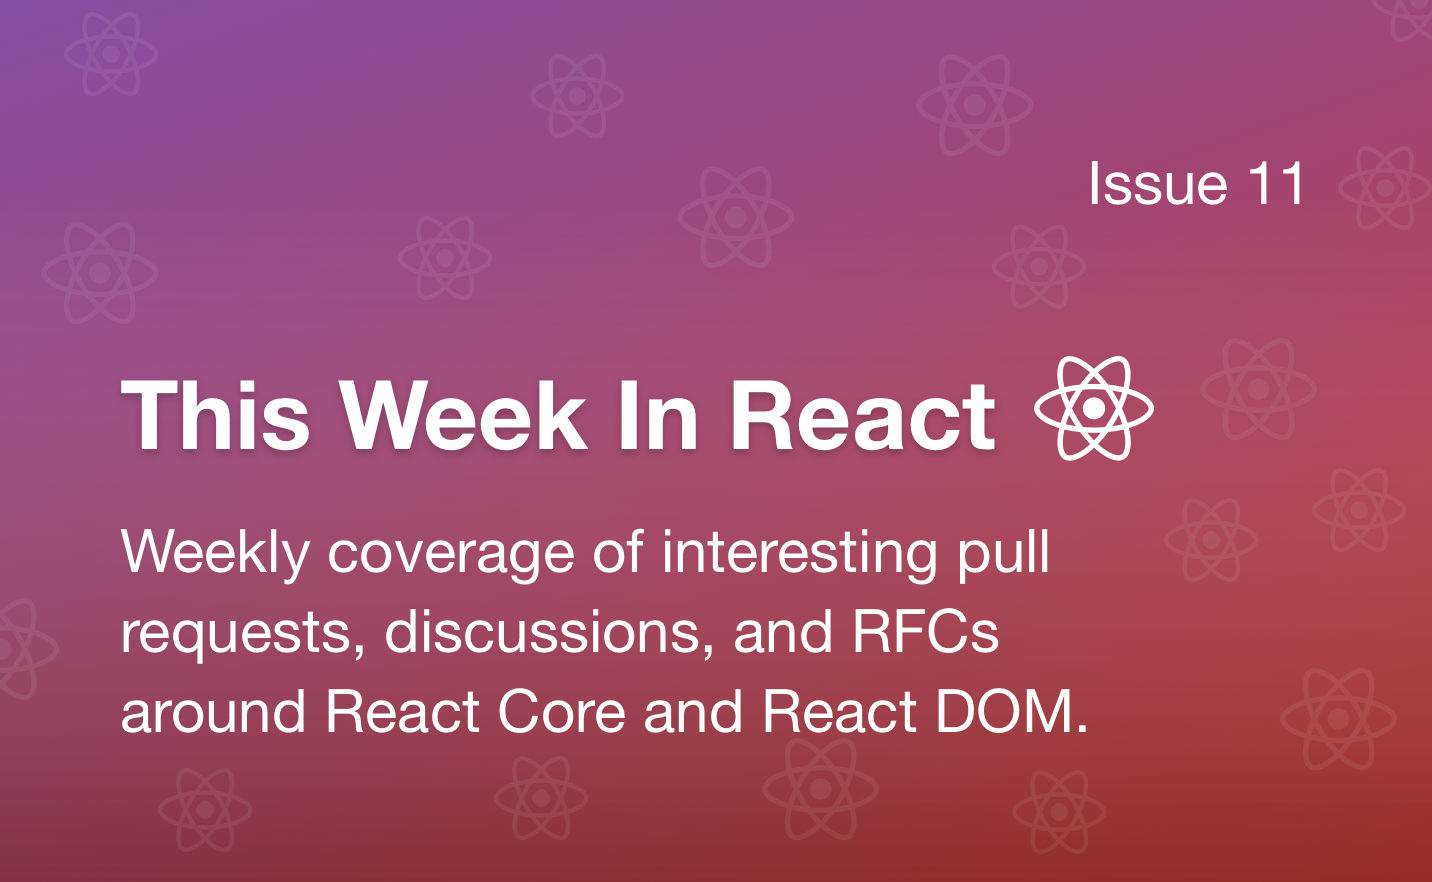 Issue 11
This Week In React
Weekly coverage of interesting pull
requests, discussions, and RFCs
around React Core and React DOM.